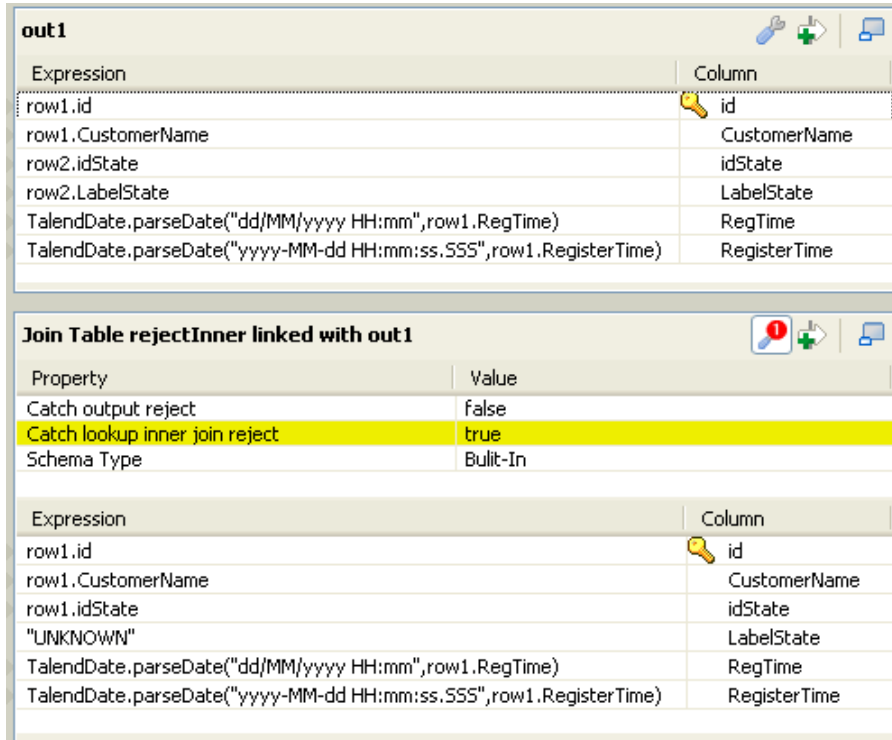 out1
Expression Column
row1.id id
row1.CustomerName CustomerName
row2.idState idState
row2.LabelState LabelState
TalendDate.parseDate("dd/MM/yyyy HH:mm",row1.RegTime) RegTime
TalendDate.parseDate("yyyy-MM-dd HH:mm:ss.SSS",row1.RegisterTime) RegisterTime
Join Table rejectInner linked with out1
1
Property Value
Catch output reject false
Catch lookup inner join reject true
Schema Type Bulit-In
Expression Column
row1.id id
row1.CustomerName CustomerName
row1.idState idState
"UNKNOWN" LabelState
TalendDate.parseDate("dd/MM/yyyy HH:mm",row1.RegTime) RegTime
TalendDate.parseDate("yyyy-MM-dd HH:mm:ss.SSS",row1.RegisterTime) RegisterTime